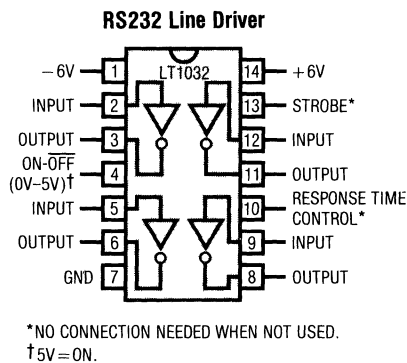 RS232 Line Driver
LT1032
−6V 1
INPUT 2
OUTPUT 3
ON-OFF 4
(0V–5V)†
INPUT 5
OUTPUT 6
GND 7
14 +6V
13 STROBE*
12 INPUT
11 OUTPUT
10 RESPONSE TIME
CONTROL*
9 INPUT
8 OUTPUT
*NO CONNECTION NEEDED WHEN NOT USED.
†5V=ON.